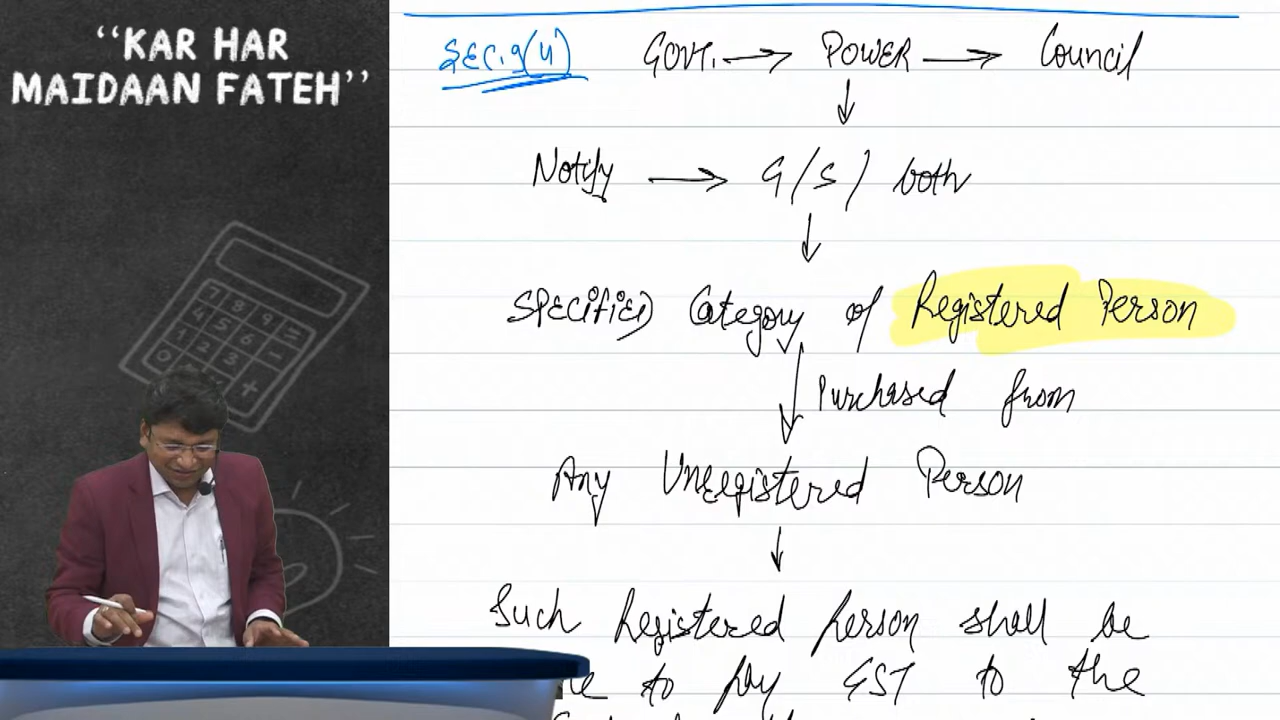 “KAR HAR
MAIDAAN FATEH”
SEC.9(4) GOVT. → POWER → Council
↓
Notify → G/S/ both
↓
Specified Category of Registered Person
↓ Purchased from
Any Unregistered Person
↓
Such Registered person shall be
to pay GST to the